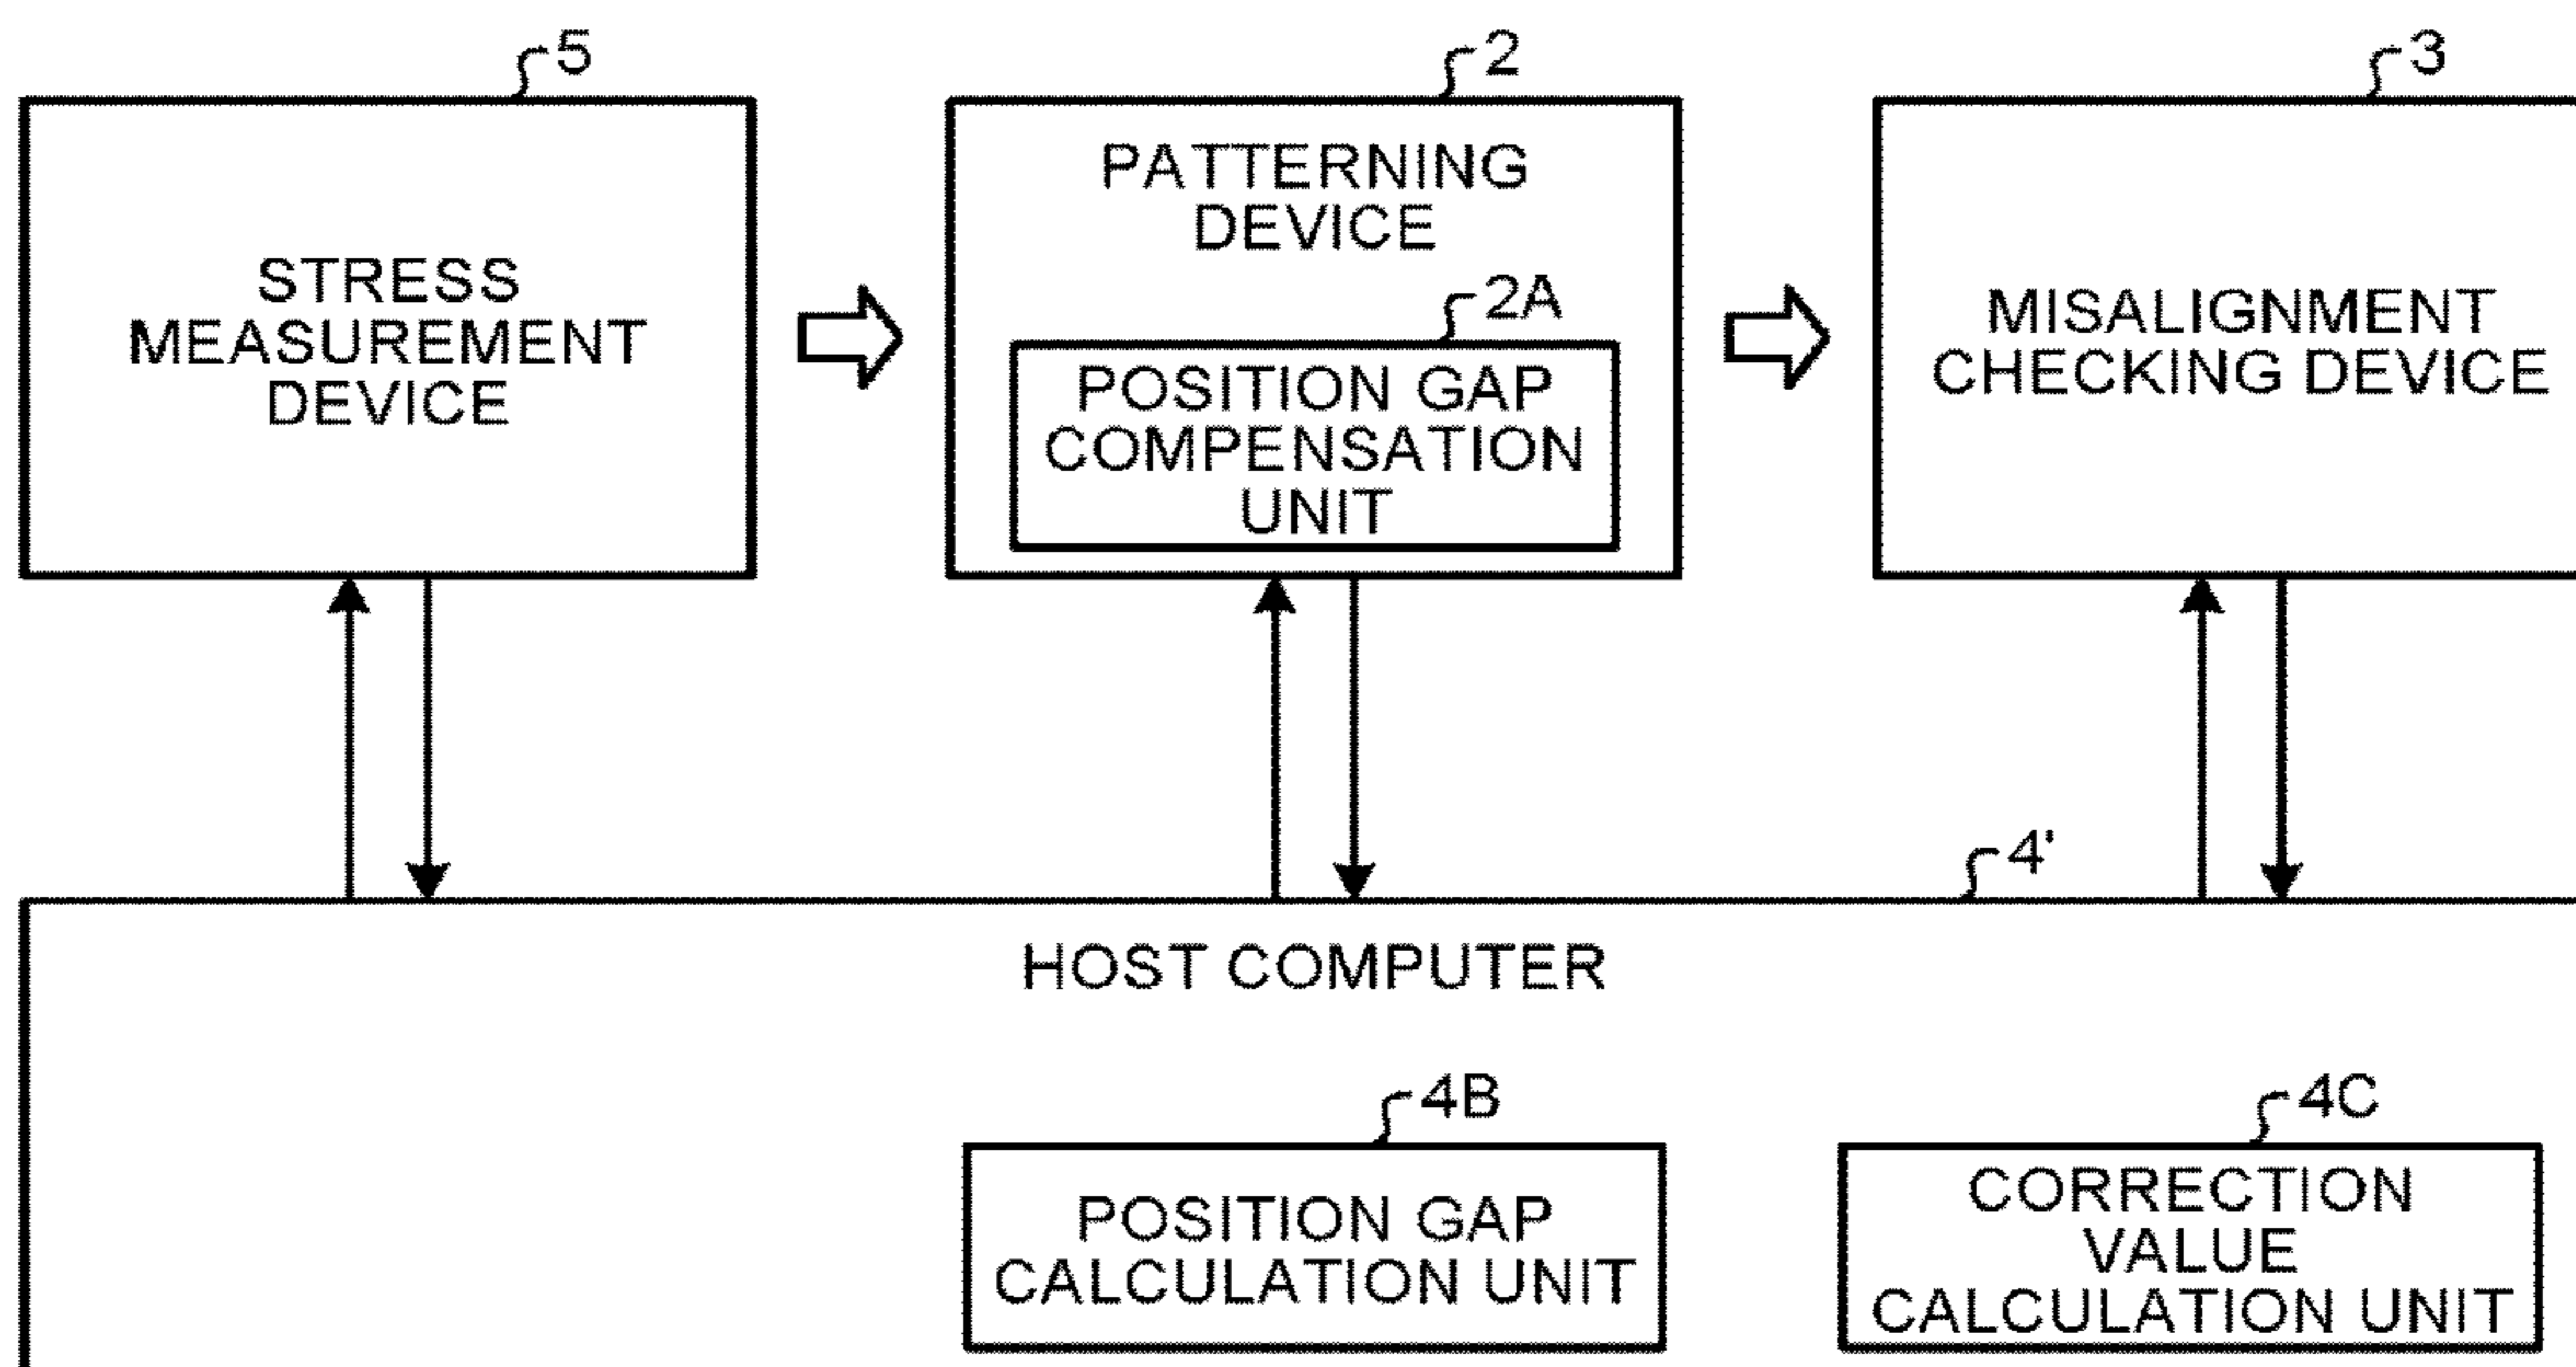 5
2
3
STRESS
MEASUREMENT
DEVICE
PATTERNING
DEVICE
2A
POSITION GAP
COMPENSATION
UNIT
MISALIGNMENT
CHECKING DEVICE
4'
HOST COMPUTER
4B
POSITION GAP
CALCULATION UNIT
4C
CORRECTION
VALUE
CALCULATION UNIT